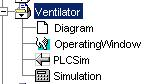 Ventilator
Diagram
OperatingWindow
PLCSim
Simulation